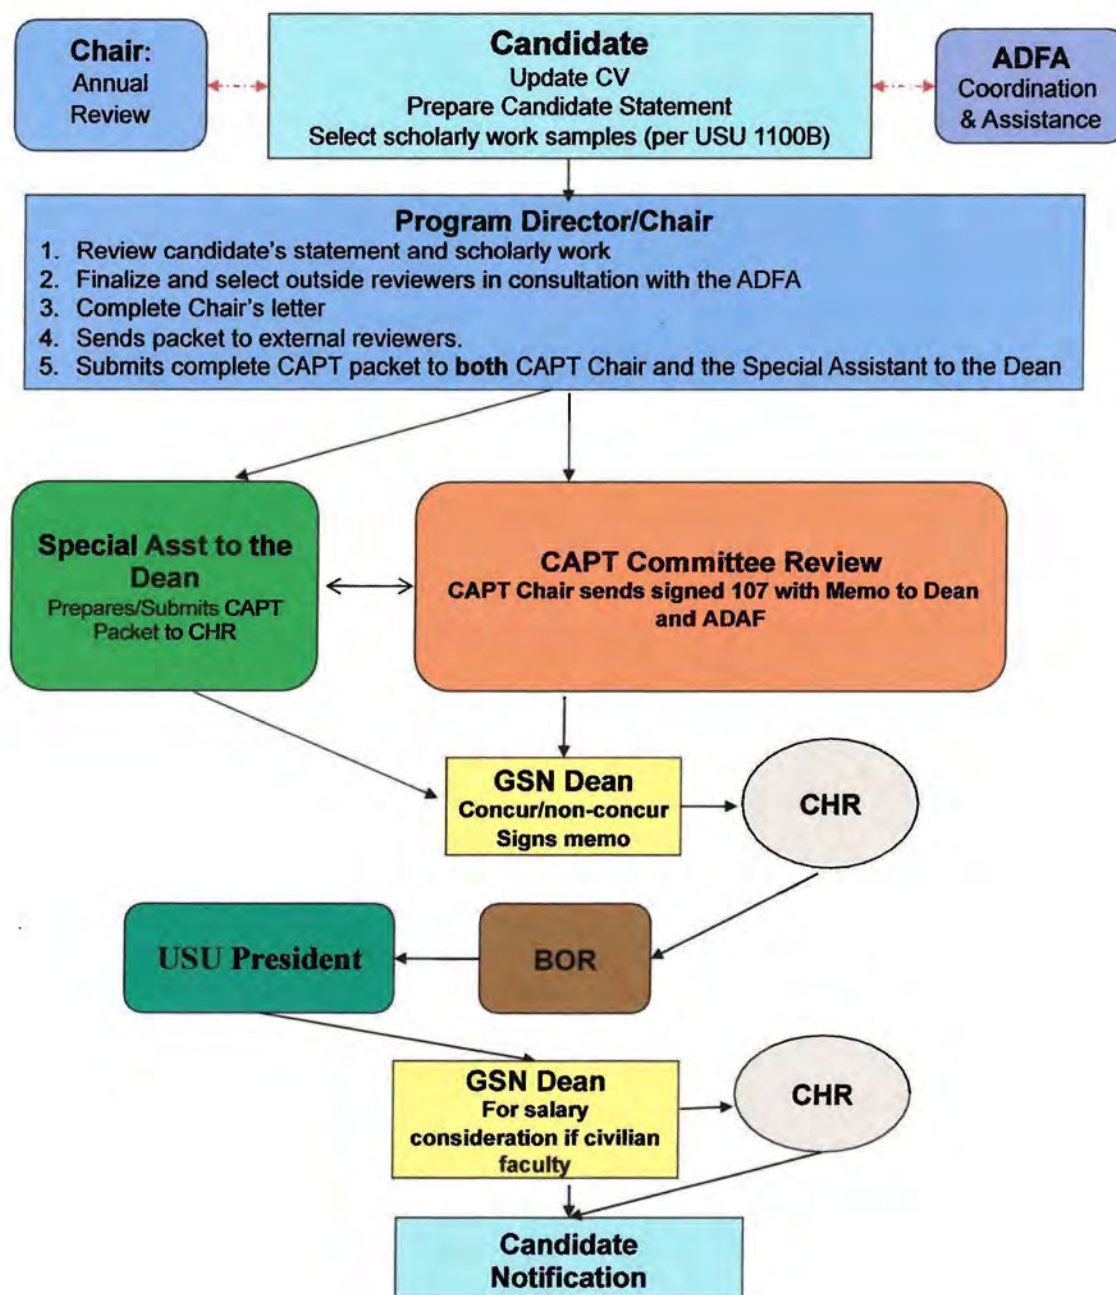 Chair:
Annual
Review
Candidate
Update CV
Prepare Candidate Statement
Select scholarly work samples (per USU 1100B)
ADFA
Coordination
& Assistance
Program Director/Chair
1. Review candidate's statement and scholarly work
2. Finalize and select outside reviewers in consultation with the ADFA
3. Complete Chair's letter
4. Sends packet to external reviewers.
5. Submits complete CAPT packet to both CAPT Chair and the Special Assistant to the Dean
Special Asst to the
Dean
Prepares/Submits CAPT
Packet to CHR
CAPT Committee Review
CAPT Chair sends signed 107 with Memo to Dean
and ADAF
GSN Dean
Concur/non-concur
Signs memo
CHR
USU President
BOR
GSN Dean
For salary
consideration if civilian
faculty
CHR
Candidate
Notification